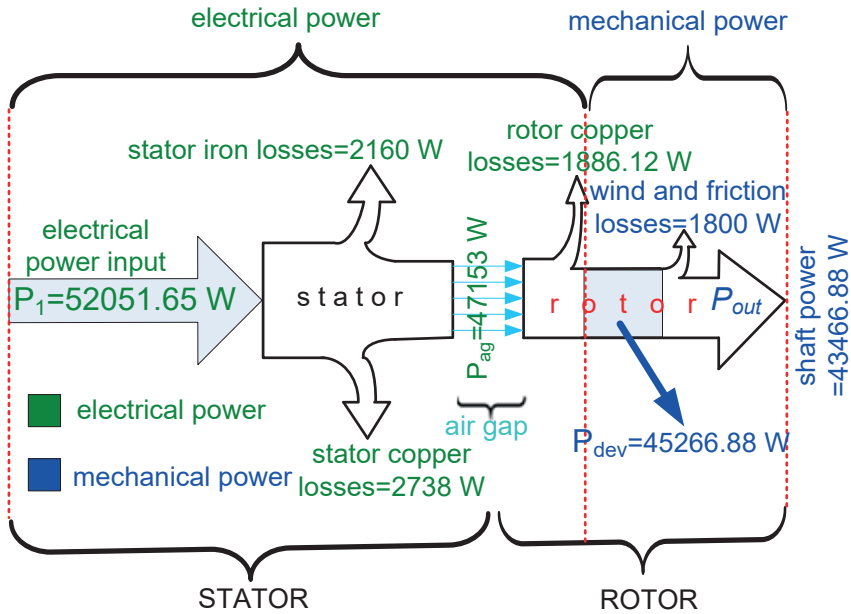 electrical power
mechanical power
stator iron losses=2160 W
rotor copper
losses=1886.12 W
wind and friction
losses=1800 W
electrical
power input
P₁=52051.65 W
stator
Pag=47153 W
rotor
Pout
shaft power
=43466.88 W
air gap
Pdev=45266.88 W
electrical power
mechanical power
stator copper
losses=2738 W
STATOR
ROTOR